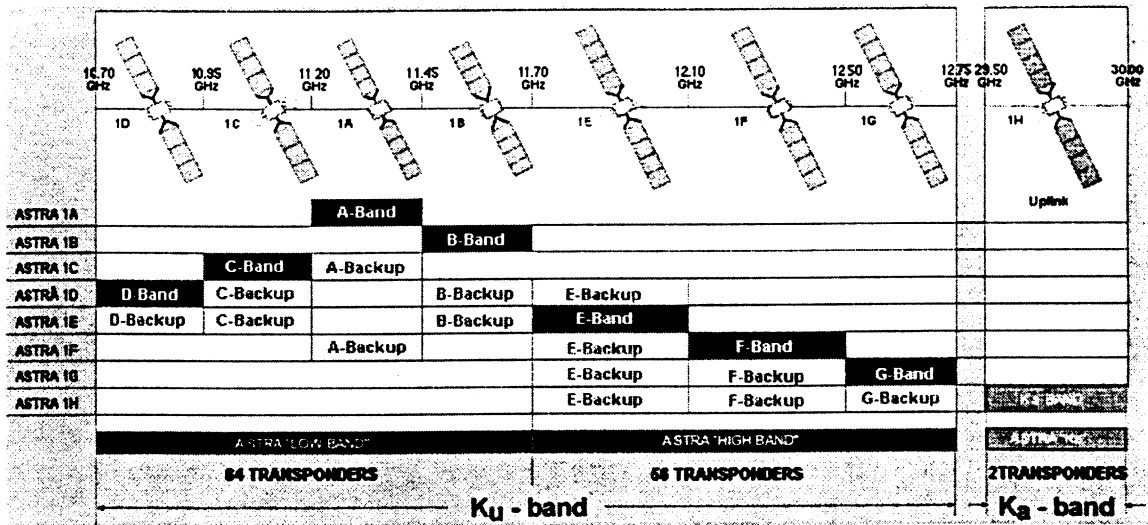 10.70 GHz 10.95 GHz 11.20 GHz 11.45 GHz 11.70 GHz 12.10 GHz 12.50 GHz 12.75 GHz 29.50 GHz 30.00 GHz
1D 1C 1A 1B 1E 1F 1G 1H
Uplink
ASTRA 1A A-Band
ASTRA 1B B-Band
ASTRA 1C C-Band A-Backup
ASTRA 1D D-Band C-Backup B-Backup E-Backup
ASTRA 1E D-Backup C-Backup B-Backup E-Band
ASTRA 1F A-Backup E-Backup F-Band
ASTRA 1G E-Backup F-Backup G-Band
ASTRA 1H E-Backup F-Backup G-Backup BAND
ASTRA "LOW BAND" ASTRA "HIGH BAND" ASTRA
64 TRANSPONDERS 56 TRANSPONDERS 2TRANSPONDERS
Ku - band Ka - band